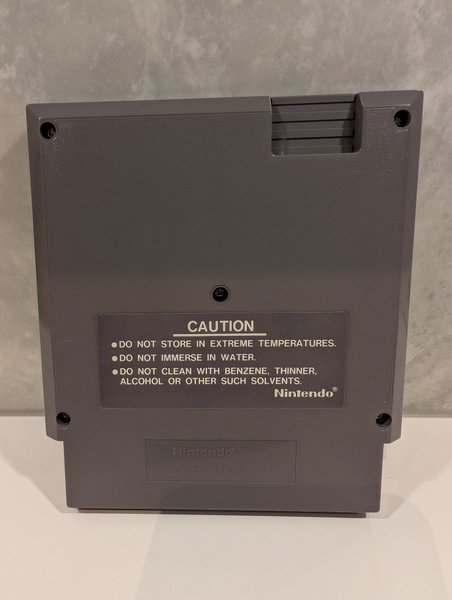 CAUTION
● DO NOT STORE IN EXTREME TEMPERATURES.
● DO NOT IMMERSE IN WATER.
● DO NOT CLEAN WITH BENZENE, THINNER,
ALCOHOL OR OTHER SUCH SOLVENTS.
Nintendo®
Nintendo®